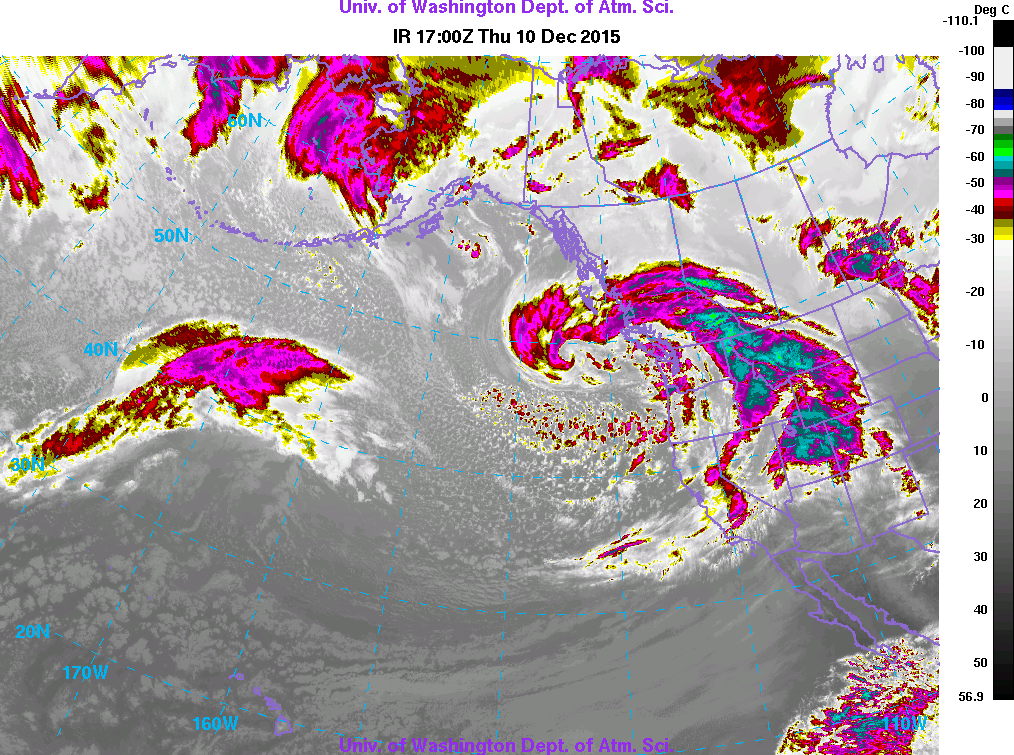 Univ. of Washington Dept. of Atm. Sci.
Deg C
-110.1
IR 17:00Z Thu 10 Dec 2015
-100
-90
-80
-70
-60
-50
-40
-30
-20
-10
0
10
20
30
40
50
56.9
60N
50N
40N
30N
20N
170W
160W
110W
Univ. of Washington Dept. of Atm. Sci.